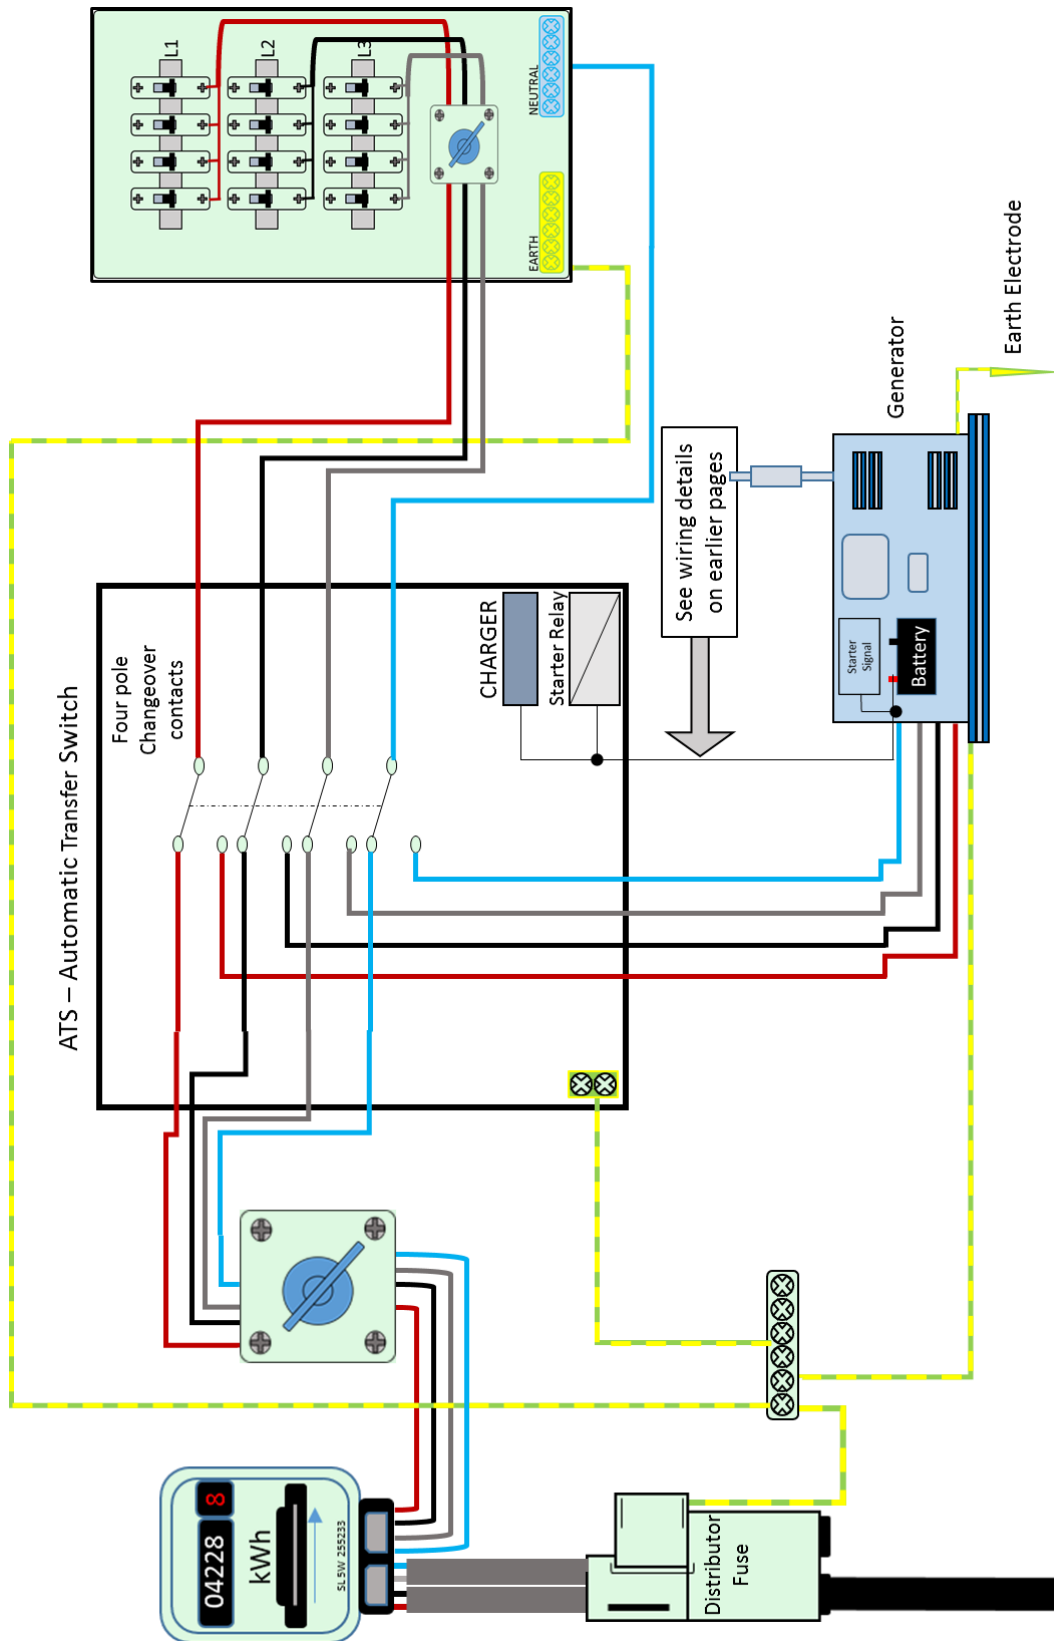 ATS – Automatic Transfer Switch
04228
8
kWh
SL5W 255233
Distributor
Fuse
Four pole
Changeover
contacts
CHARGER
Starter Relay
See wiring details
on earlier pages
Starter
Signal
Battery
Generator
Earth Electrode
L1
L2
L3
EARTH
NEUTRAL